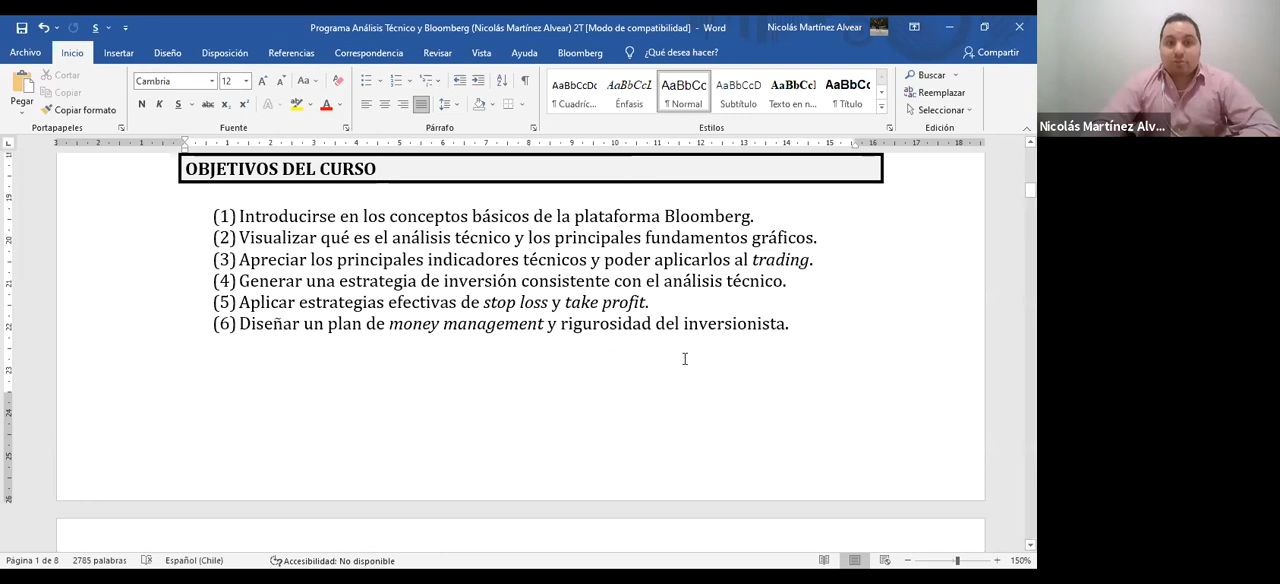 Programa Análisis Técnico y Bloomberg (Nicolás Martínez Alvear) 2T [Modo de compatibilidad] - Word
Nicolás Martínez Alvear
Archivo Inicio Insertar Diseño Disposición Referencias Correspondencia Revisar Vista Ayuda Bloomberg ¿Qué desea hacer? Compartir
Pegar
Cortar
Copiar
Copiar formato
Portapapeles
Cambria 12
Aa
N K S abc x₂ x² A A
Fuente
Párrafo
AaBbCcDc AaBbCcL AaBbCc AaBbCcD AaBbCc AaBbCc
¶ Cuadríc... Énfasis ¶ Normal Subtítulo Texto en n... ¶ Título
Estilos
Buscar
Reemplazar
Seleccionar
Edición
Nicolás Martínez Alv...
OBJETIVOS DEL CURSO
(1) Introducirse en los conceptos básicos de la plataforma Bloomberg.
(2) Visualizar qué es el análisis técnico y los principales fundamentos gráficos.
(3) Apreciar los principales indicadores técnicos y poder aplicarlos al trading.
(4) Generar una estrategia de inversión consistente con el análisis técnico.
(5) Aplicar estrategias efectivas de stop loss y take profit.
(6) Diseñar un plan de money management y rigurosidad del inversionista.
Página 1 de 8 2785 palabras Español (Chile) Accesibilidad: No disponible 150%